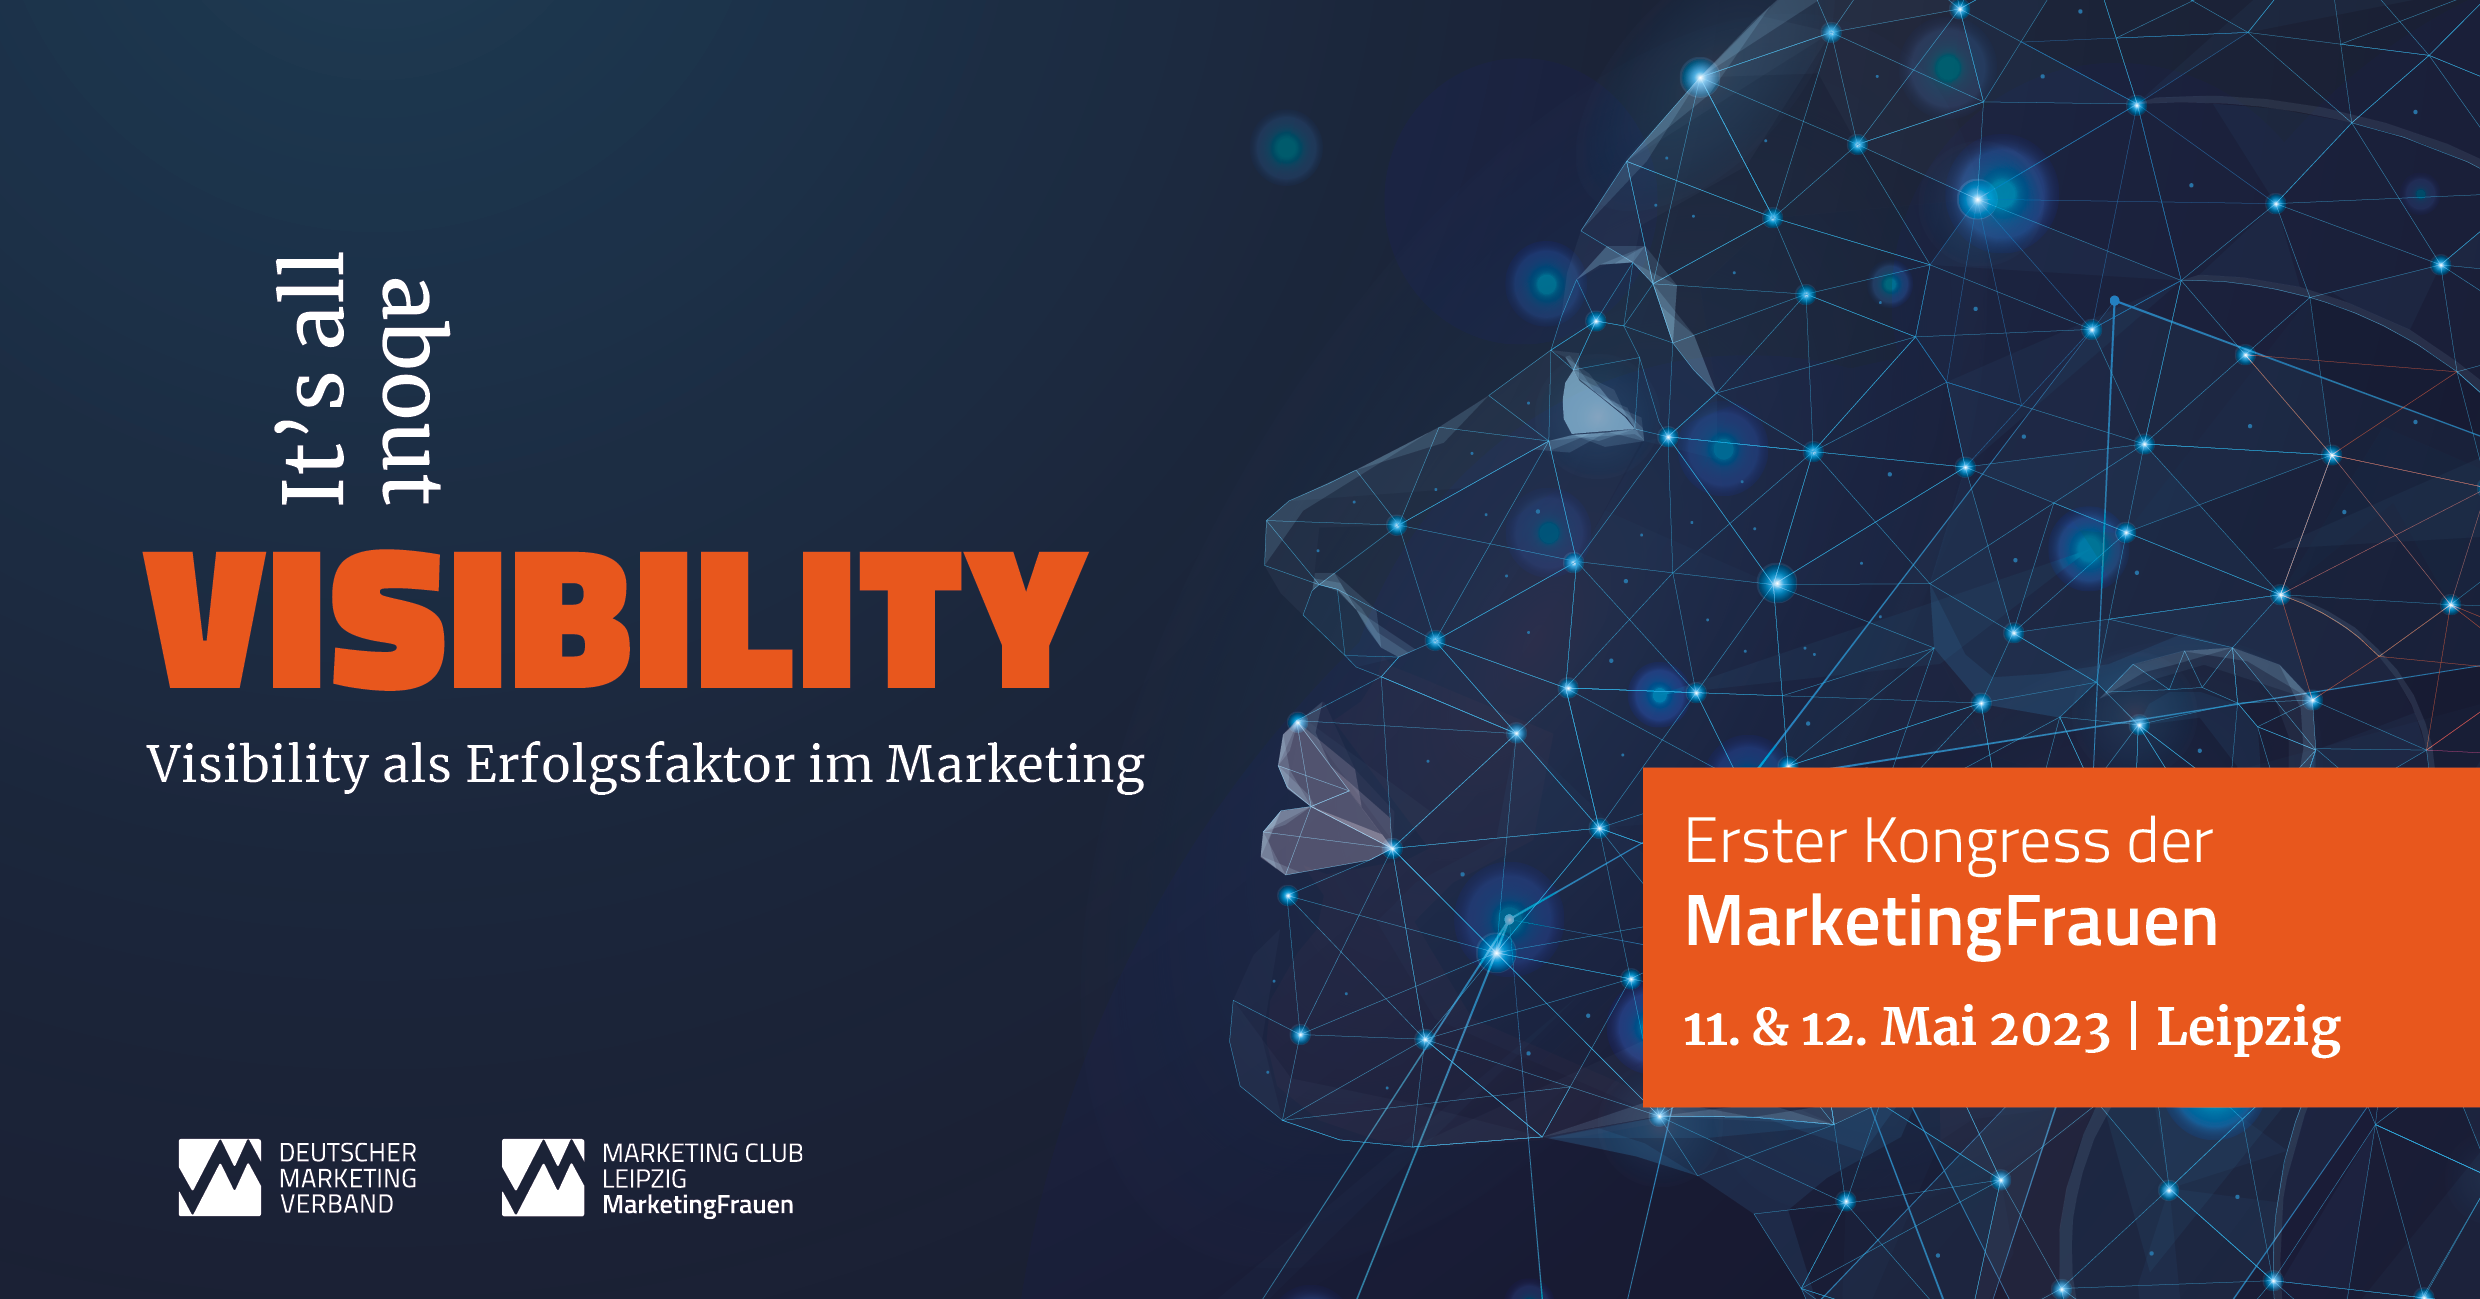 It's all
about
VISIBILITY
Visibility als Erfolgsfaktor im Marketing
Erster Kongress der
MarketingFrauen
11. & 12. Mai 2023 | Leipzig
DEUTSCHER
MARKETING
VERBAND
MARKETING CLUB
LEIPZIG
MarketingFrauen